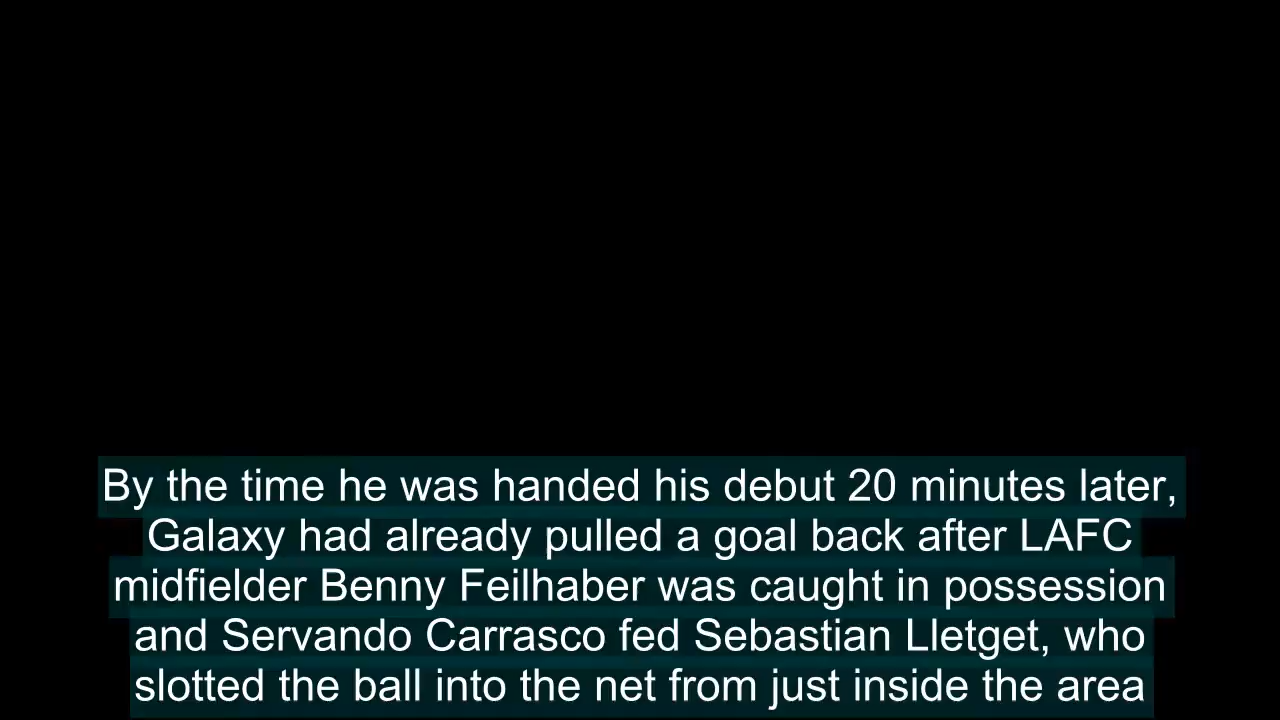 By the time he was handed his debut 20 minutes later,
Galaxy had already pulled a goal back after LAFC
midfielder Benny Feilhaber was caught in possession
and Servando Carrasco fed Sebastian Lletget, who
slotted the ball into the net from just inside the area